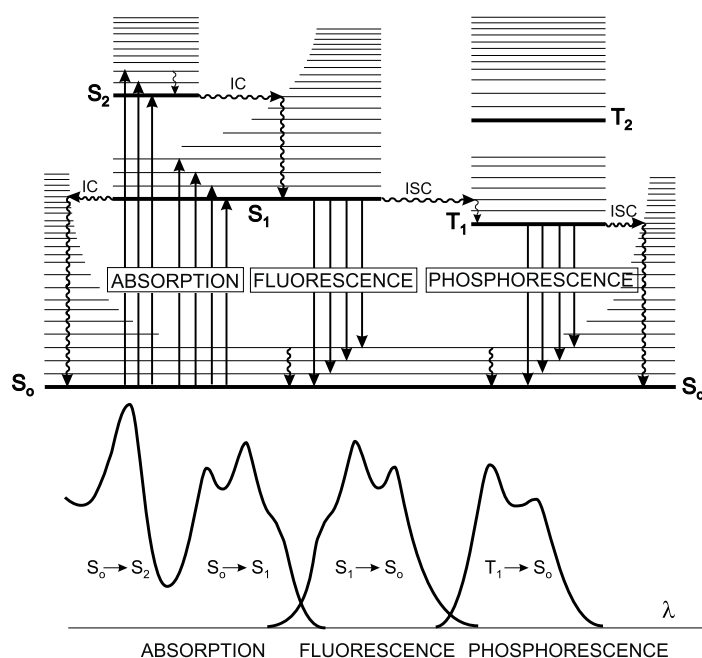 IC
S₂
T₂
IC
ISC
S₁
T₁
ISC
ABSORPTION
FLUORESCENCE
PHOSPHORESCENCE
Sₒ
Sₒ
Sₒ → S₂
Sₒ → S₁
S₁ → Sₒ
T₁ → Sₒ
λ
ABSORPTION
FLUORESCENCE
PHOSPHORESCENCE